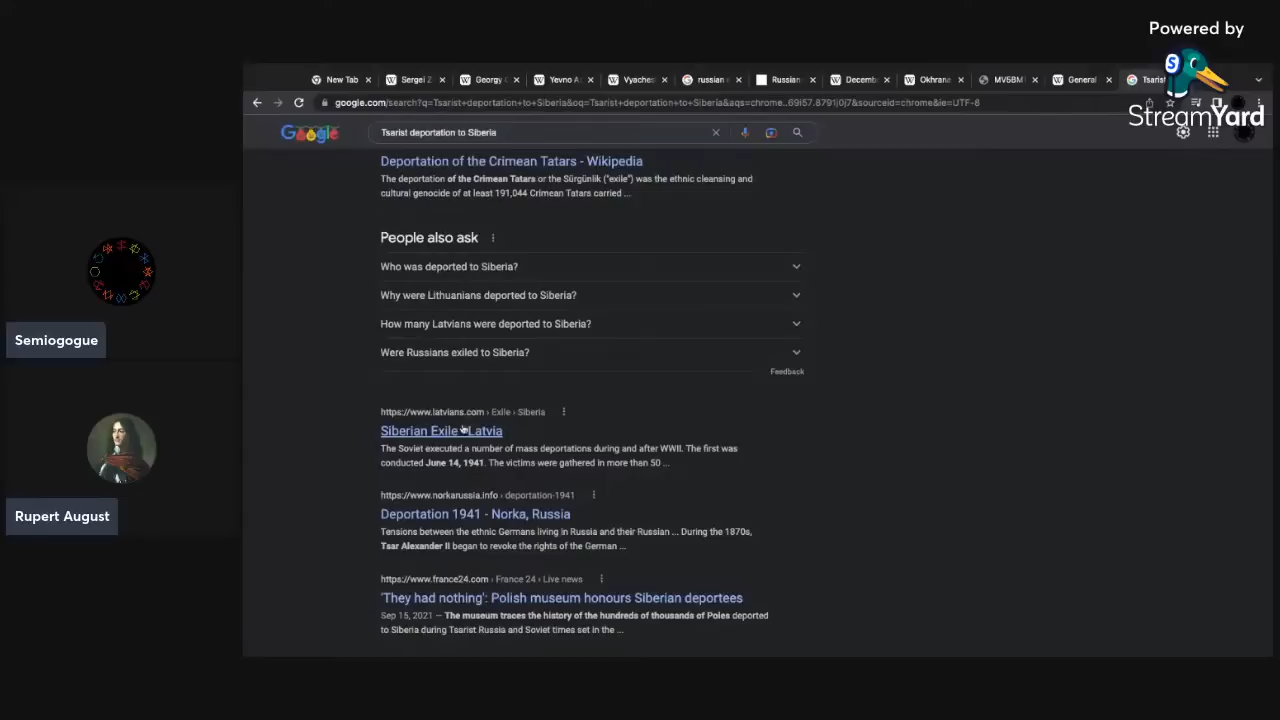 Powered by
StreamYard
New Tab
Sergei Z
Georgy
Yevno A
Vyaches
russian e
Russian
Decemb
Okhrana
MV5BM
General
Tsarist
google.com/search?q=Tsarist+deportation+to+Siberia&oq=Tsarist+deportation+to+Siberia&aqs=chrome..69i57.8791j0j7&sourceid=chrome&ie=UTF-8
Google
Tsarist deportation to Siberia
Deportation of the Crimean Tatars - Wikipedia
The deportation of the Crimean Tatars or the Sürgünlik ("exile") was the ethnic cleansing and
cultural genocide of at least 191,044 Crimean Tatars carried ...
People also ask
Who was deported to Siberia?
Why were Lithuanians deported to Siberia?
How many Latvians were deported to Siberia?
Were Russians exiled to Siberia?
Feedback
https://www.latvians.com › Exile › Siberia
Siberian Exile - Latvia
The Soviet executed a number of mass deportations during and after WWII. The first was
conducted June 14, 1941. The victims were gathered in more than 50 ...
https://www.norkarussia.info › deportation-1941
Deportation 1941 - Norka, Russia
Tensions between the ethnic Germans living in Russia and their Russian ... During the 1870s,
Tsar Alexander II began to revoke the rights of the German ...
https://www.france24.com › France 24 › Live news
'They had nothing': Polish museum honours Siberian deportees
Sep 15, 2021 — The museum traces the history of the hundreds of thousands of Poles deported
to Siberia during Tsarist Russia and Soviet times set in the ...
Semiogogue
Rupert August